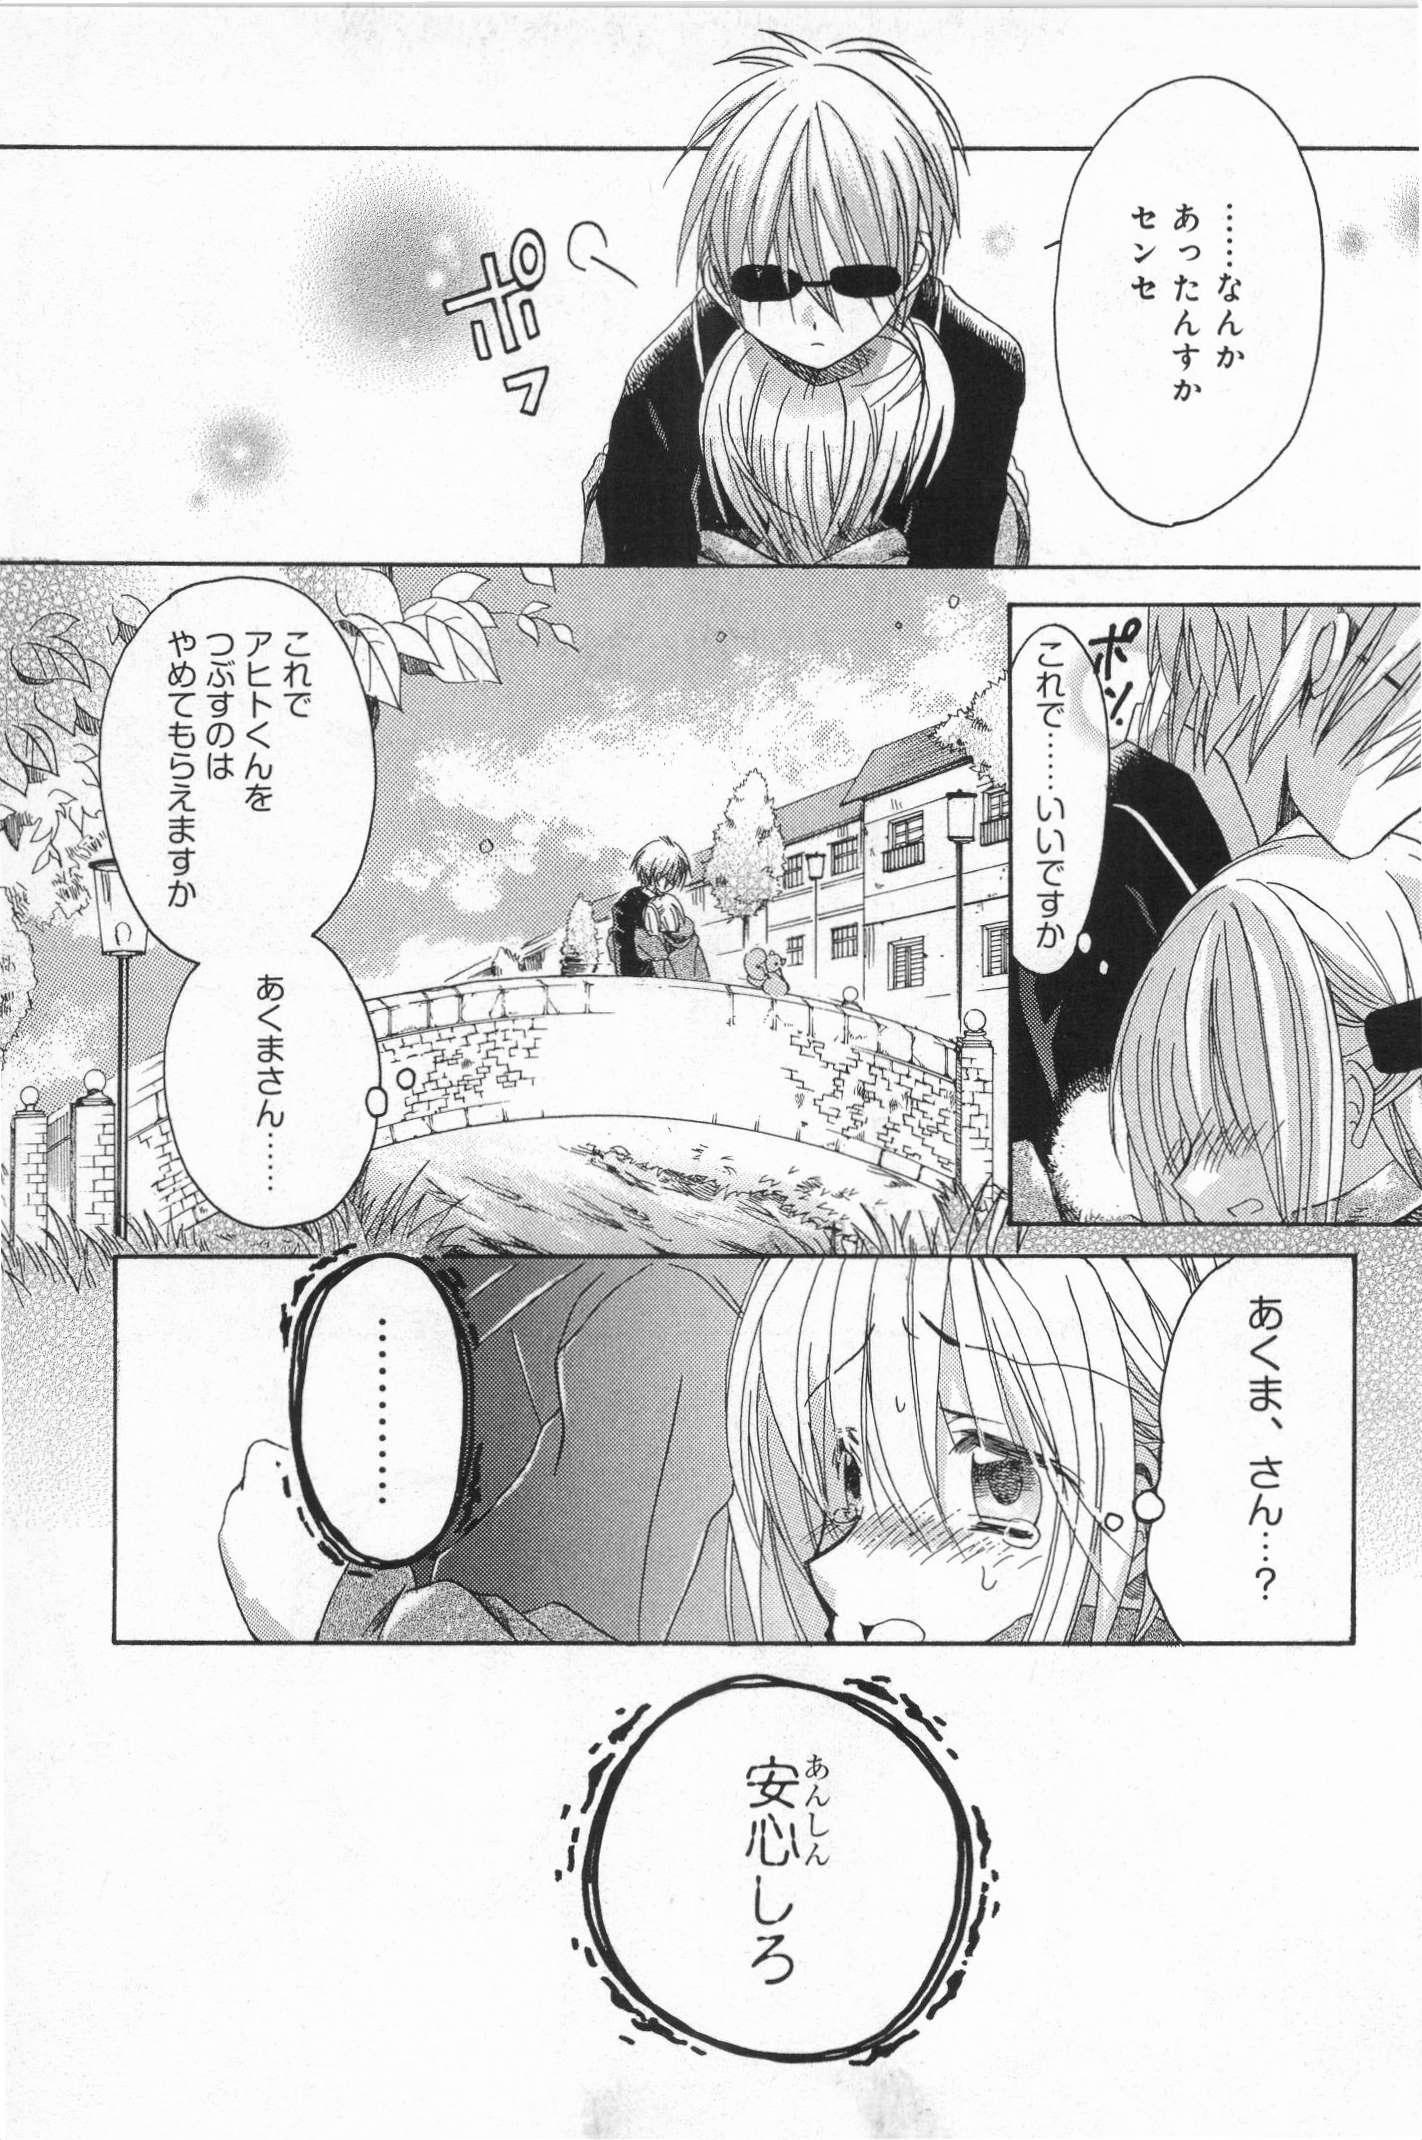 ……なんか
あったんすか
センセ
ポフ
ポソ
これで……いいですか
これで
アヒトくんを
つぶすのは
やめてもらえますか
あくまさん……
あくま、さん…?
…………
安心しろ
あんしん